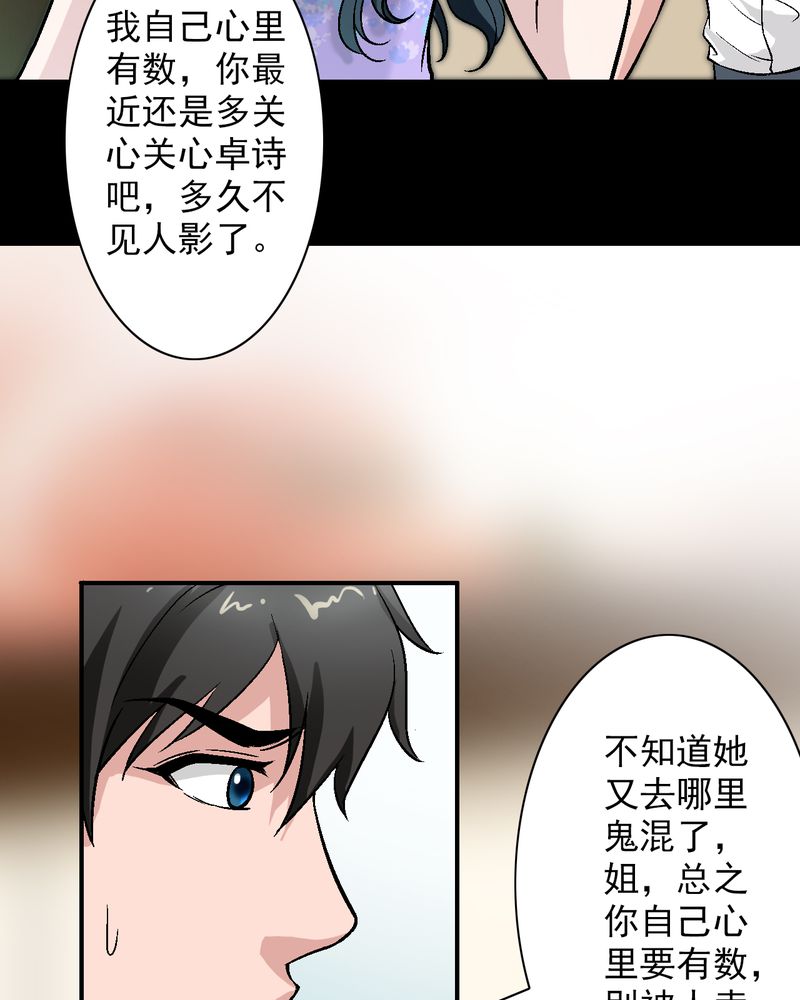 我自己心里
有数，你最
近还是多关
心关心卓诗
吧，多久不
见人影了。
不知道她
又去哪里
鬼混了，
姐，总之
你自己心
里要有数，